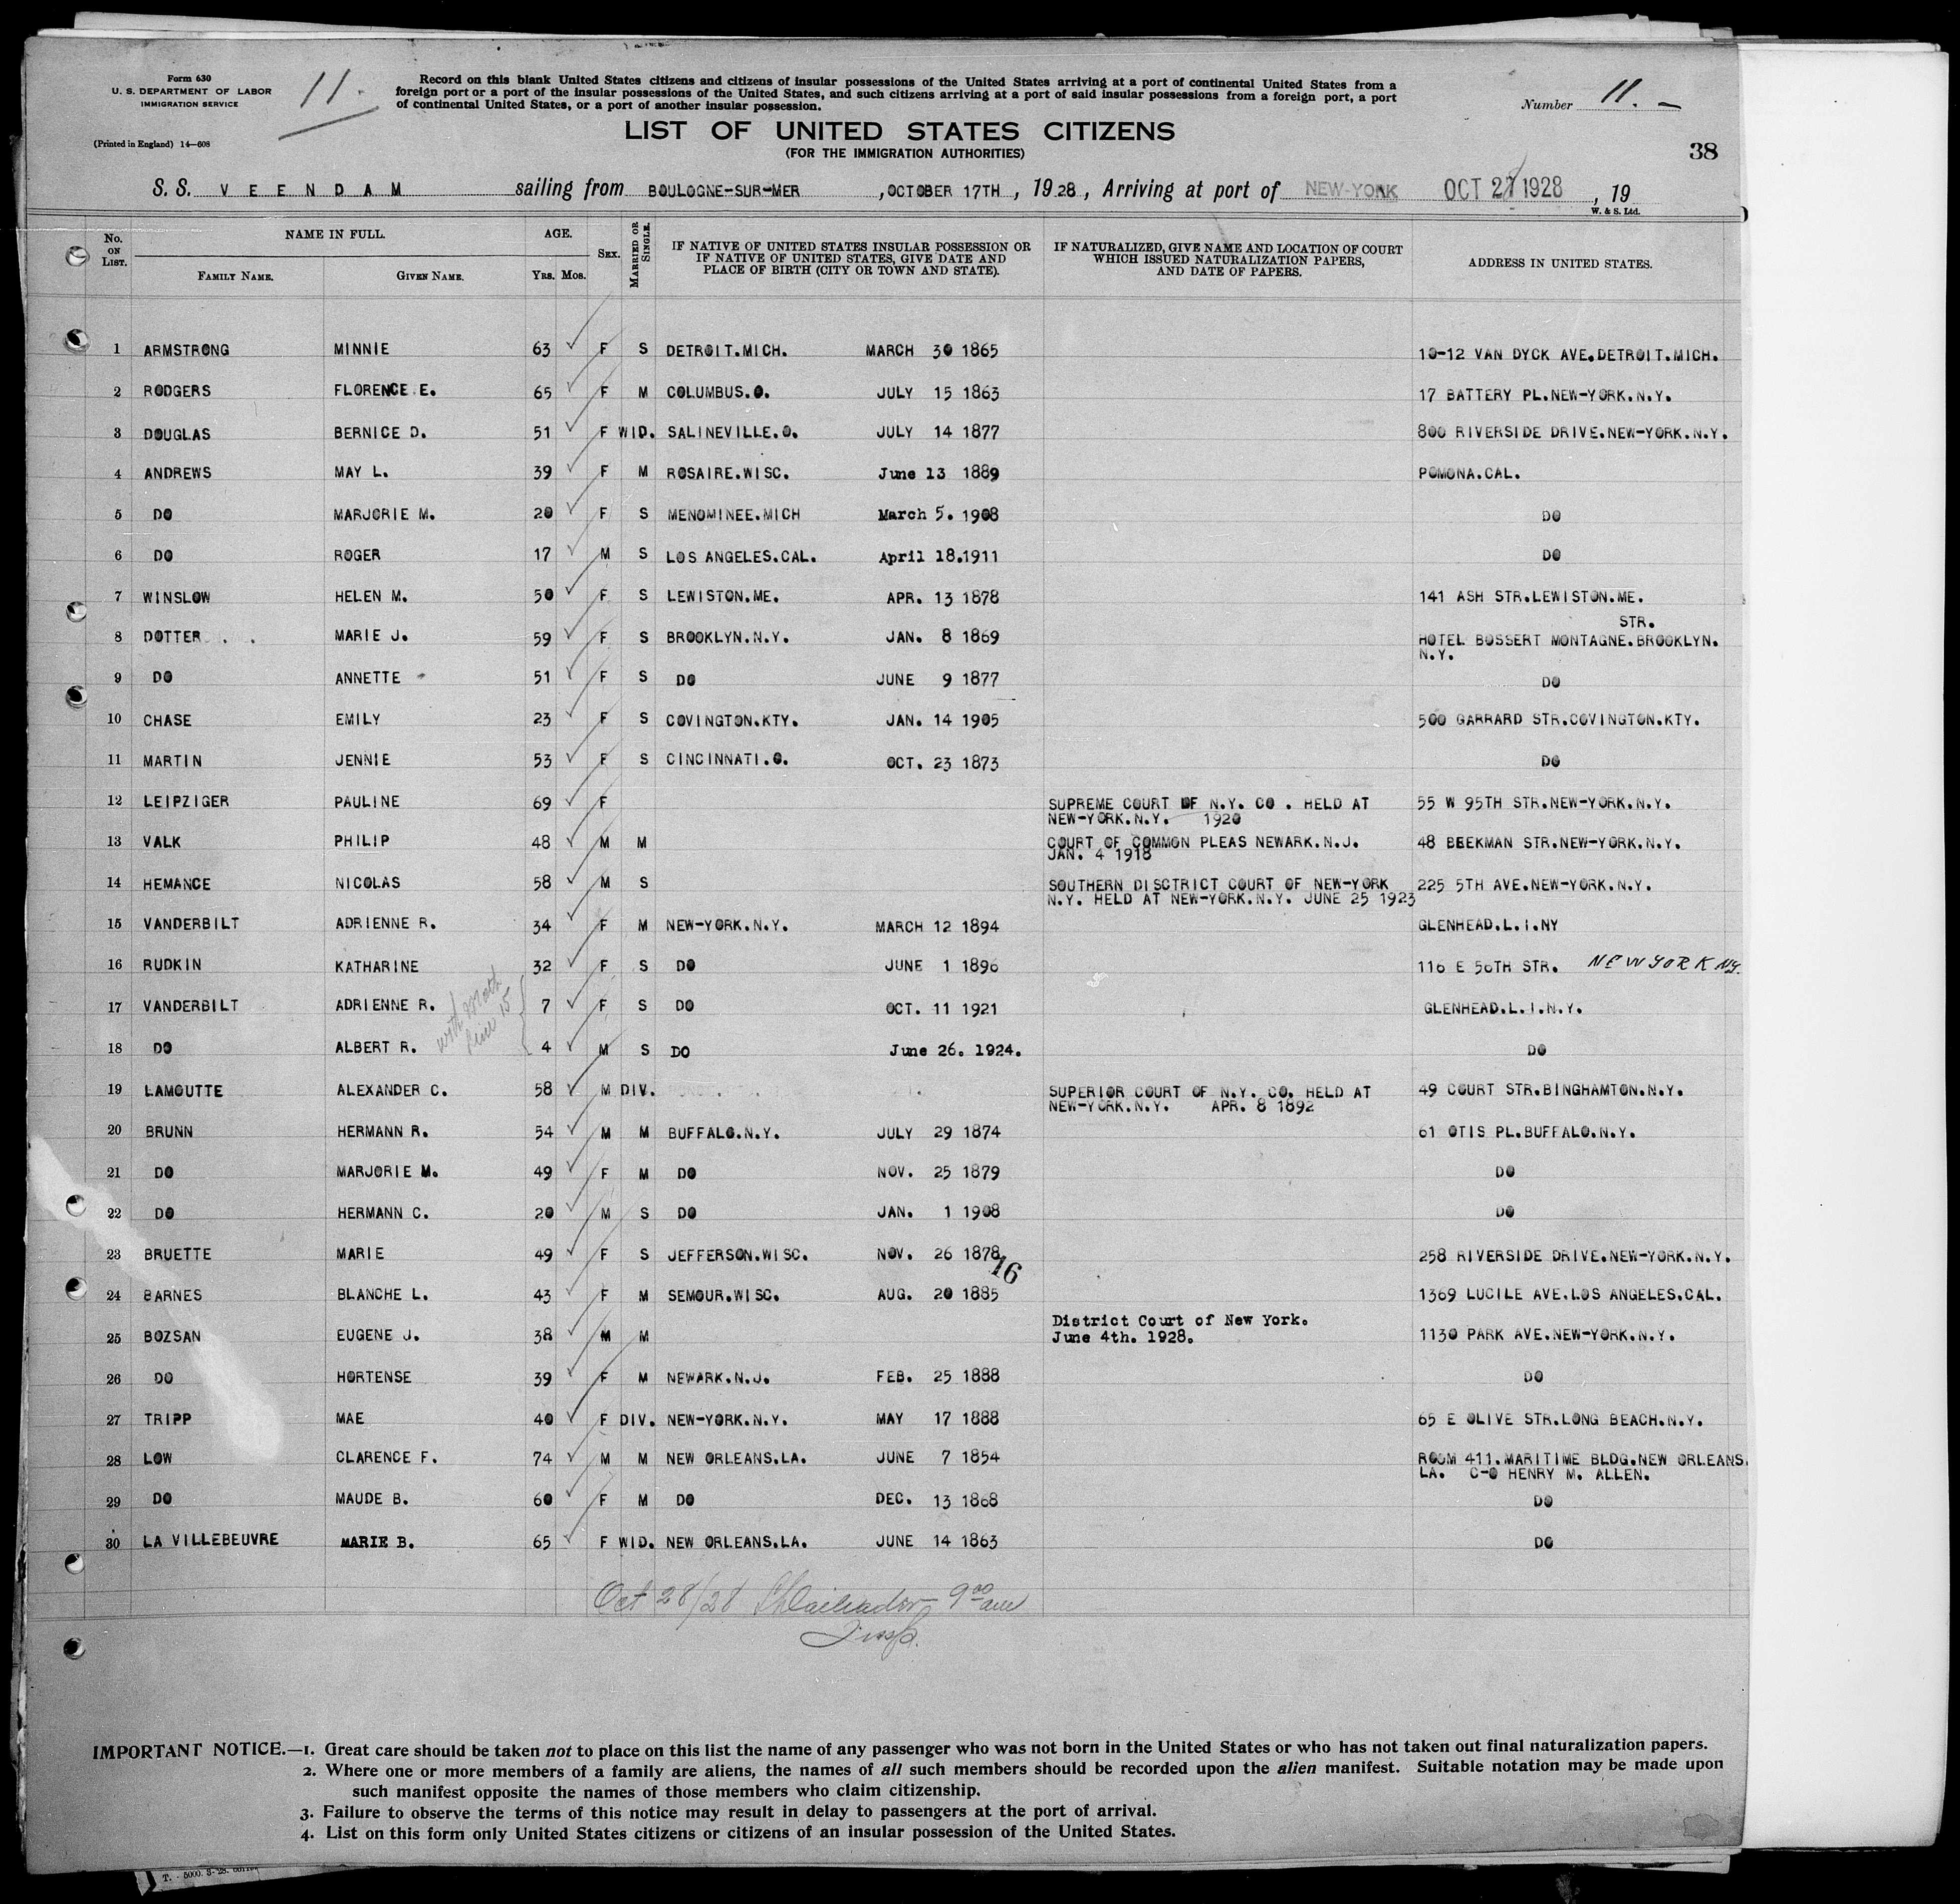 Form 630
U. S. DEPARTMENT OF LABOR
IMMIGRATION SERVICE
(Printed in England) 14—608
11.
Record on this blank United States citizens and citizens of insular possessions of the United States arriving at a port of continental United States from a
foreign port or a port of the insular possessions of the United States, and such citizens arriving at a port of said insular possessions from a foreign port, a port
of continental United States, or a port of another insular possession.
Number 11. –
LIST OF UNITED STATES CITIZENS
(FOR THE IMMIGRATION AUTHORITIES)
38
S. S. VEENDAM sailing from BOULOGNE-SUR-MER , OCTOBER 17TH , 1928 , Arriving at port of NEW-YORK OCT 27 1928 , 19
W. & S. Ltd.
No. ON LIST. NAME IN FULL. AGE. SEX. MARRIED OR SINGLE. IF NATIVE OF UNITED STATES INSULAR POSSESSION OR IF NATIVE OF UNITED STATES, GIVE DATE AND PLACE OF BIRTH (CITY OR TOWN AND STATE). IF NATURALIZED, GIVE NAME AND LOCATION OF COURT WHICH ISSUED NATURALIZATION PAPERS, AND DATE OF PAPERS. ADDRESS IN UNITED STATES.
FAMILY NAME. GIVEN NAME. YRS. MOS.
1 ARMSTRONG MINNIE 63 F S DETROIT.MICH. MARCH 30 1865 10-12 VAN DYCK AVE.DETROIT.MICH.
2 RODGERS FLORENCE E. 65 F M COLUMBUS.O. JULY 15 1863 17 BATTERY PL.NEW-YORK.N.Y.
3 DOUGLAS BERNICE D. 51 F WID. SALINEVILLE.O. JULY 14 1877 800 RIVERSIDE DRIVE.NEW-YORK.N.Y.
4 ANDREWS MAY L. 39 F M ROSAIRE.WISC. June 13 1889 POMONA.CAL.
5 DO MARJORIE M. 20 F S MENOMINEE.MICH March 5. 1908 DO
6 DO ROGER 17 M S LOS ANGELES.CAL. April 18.1911 DO
7 WINSLOW HELEN M. 50 F S LEWISTON.ME. APR. 13 1878 141 ASH STR.LEWISTON.ME.
STR.
8 DOTTER . . MARIE J. 59 F S BROOKLYN.N.Y. JAN. 8 1869 HOTEL BOSSERT MONTAGNE.BROOKLYN.
N.Y.
9 DO ANNETTE 51 F S DO JUNE 9 1877 DO
10 CHASE EMILY 23 F S COVINGTON.KTY. JAN. 14 1905 500 GARRARD STR.COVINGTON.KTY.
11 MARTIN JENNIE 53 F S CINCINNATI.O. OCT. 23 1873 DO
12 LEIPZIGER PAULINE 69 F SUPREME COURT OF N.Y. CO . HELD AT 55 W 95TH STR.NEW-YORK.N.Y.
NEW-YORK.N.Y. 1920
13 VALK PHILIP 48 M M COURT OF COMMON PLEAS NEWARK.N.J. 48 BEEKMAN STR.NEW-YORK.N.Y.
JAN. 4 1918
14 HEMANCE NICOLAS 58 M S SOUTHERN DISCTRICT COURT OF NEW-YORK 225 5TH AVE.NEW-YORK.N.Y.
N.Y. HELD AT NEW-YORK.N.Y. JUNE 25 1923
15 VANDERBILT ADRIENNE R. 34 F M NEW-YORK.N.Y. MARCH 12 1894 GLENHEAD.L.I.NY
16 RUDKIN KATHARINE 32 F S DO JUNE 1 1896 116 E 56TH STR. NEW YORK NY.
with moth
line 15
17 VANDERBILT ADRIENNE R. 7 F S DO OCT. 11 1921 GLENHEAD.L.I.N.Y.
18 DO ALBERT R. 4 M S DO June 26. 1924. DO
19 LAMOUTTE ALEXANDER C. 58 M DIV. SUPERIOR COURT OF N.Y. CO. HELD AT 49 COURT STR.BINGHAMTON.N.Y.
NEW-YORK.N.Y. APR. 8 1892
20 BRUNN HERMANN R. 54 M M BUFFALO.N.Y. JULY 29 1874 61 OTIS PL.BUFFALO.N.Y.
21 DO MARJORIE M. 49 F M DO NOV. 25 1879 DO
22 DO HERMANN C. 20 M S DO JAN. 1 1908 DO
23 BRUETTE MARIE 49 F S JEFFERSON.WISC. NOV. 26 1878 258 RIVERSIDE DRIVE.NEW-YORK.N.Y.
16
24 BARNES BLANCHE L. 43 F M SEMOUR.WISC. AUG. 20 1885 1369 LUCILE AVE.LOS ANGELES.CAL.
District Court of New York.
25 BOZSAN EUGENE J. 38 M M June 4th. 1928. 1130 PARK AVE.NEW-YORK.N.Y.
26 DO HORTENSE 39 F M NEWARK.N.J. FEB. 25 1888 DO
27 TRIPP MAE 40 F DIV. NEW-YORK.N.Y. MAY 17 1888 65 E OLIVE STR.LONG BEACH.N.Y.
28 LOW CLARENCE F. 74 M M NEW ORLEANS.LA. JUNE 7 1854 ROOM 411.MARITIME BLDG.NEW ORLEANS.
LA. C-O HENRY M. ALLEN.
29 DO MAUDE B. 60 F M DO DEC. 13 1868 DO
30 LA VILLEBEUVRE MARIE B. 65 F WID. NEW ORLEANS.LA. JUNE 14 1863 DO
Oct 28/28 9 00 am
Insp.
IMPORTANT NOTICE.—1. Great care should be taken not to place on this list the name of any passenger who was not born in the United States or who has not taken out final naturalization papers.
2. Where one or more members of a family are aliens, the names of all such members should be recorded upon the alien manifest. Suitable notation may be made upon
such manifest opposite the names of those members who claim citizenship.
3. Failure to observe the terms of this notice may result in delay to passengers at the port of arrival.
4. List on this form only United States citizens or citizens of an insular possession of the United States.